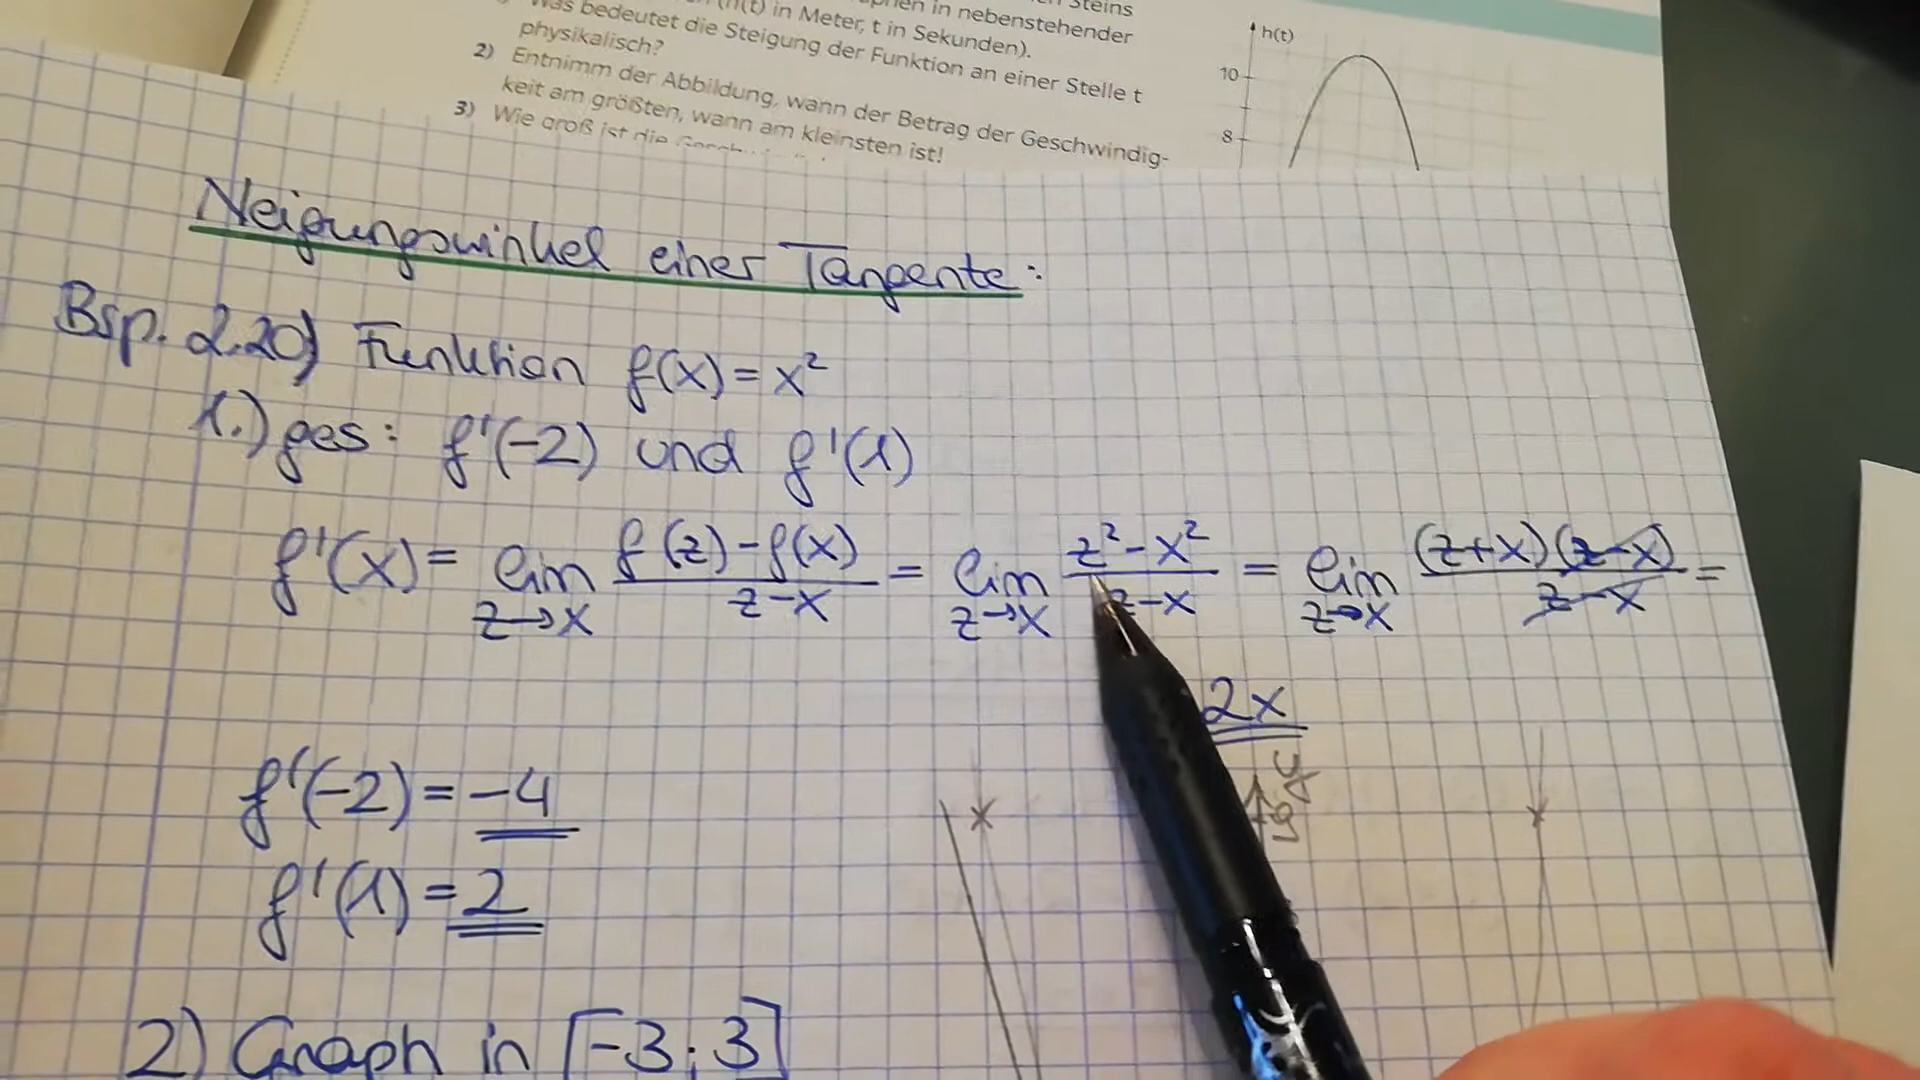 Steins
(h(t) in Meter, t in Sekunden). in nebenstehender
Was bedeutet die Steigung der Funktion an einer Stelle t
physikalisch?
2) Entnimm der Abbildung, wann der Betrag der Geschwindig-
keit am größten, wann am kleinsten ist!
3) Wie groß ist die
h(t)
10
8
Neigungswinkel einer Tangente:
Bsp. 2.20) Funktion f(x) = x²
1.) ges: f'(-2) und f'(1)
f'(x) = lim z→x (f(z) - f(x))/(z-x) = lim z→x (z² - x²)/(z-x) = lim z→x ((z+x)(z-x))/(z-x) =
2x
f'(-2) = -4
f'(1) = 2
y
9
2) Graph in [-3; 3]